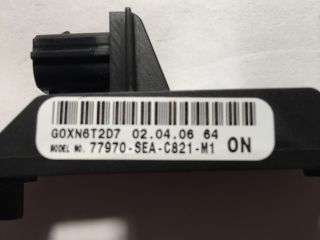 G0XN6T2D7 02.04.06 64
MODEL NO. 77970-SEA-C821-M1 ON